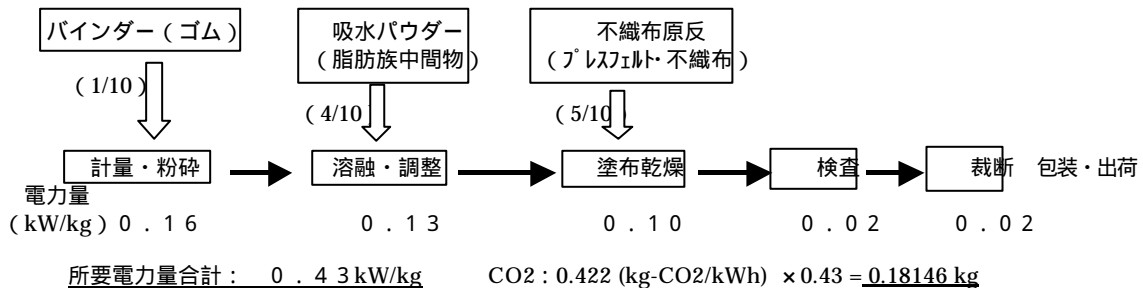 バインダー(ゴム)
吸水パウダー
(脂肪族中間物)
不織布原反
(プレスフェルト・不織布)
(1/10)
(4/10)
(5/10)
計量・粉砕
溶融・調整
塗布乾燥
検査
裁断 包装・出荷
電力量
(kW/kg) 0.16 0.13 0.10 0.02 0.02
所要電力量合計: 0.43kW/kg CO2:0.422 (kg-CO2/kWh) ×0.43 = 0.18146 kg